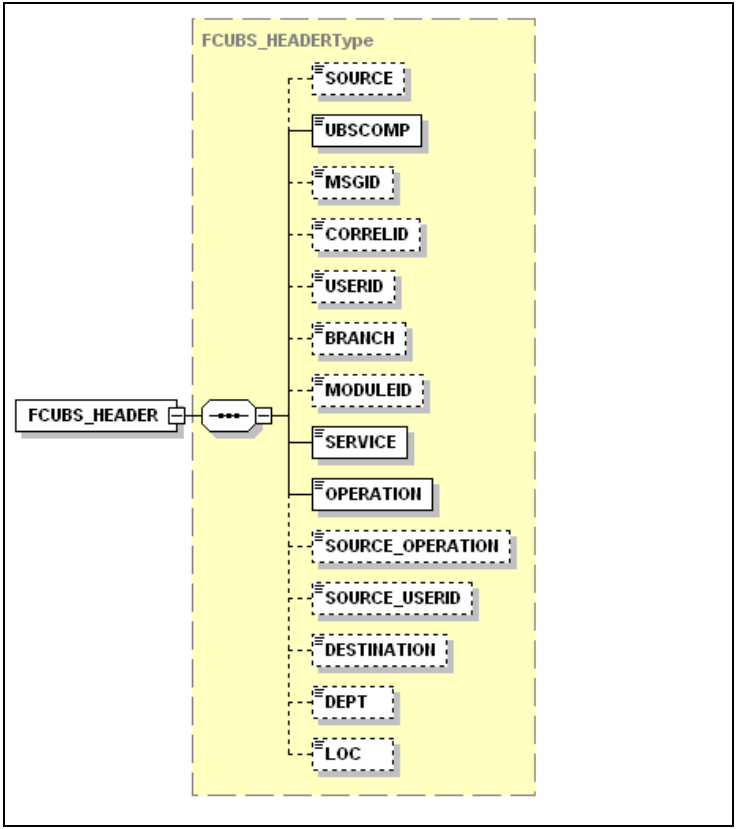 FCUBS_HEADERType
SOURCE
UBSCOMP
MSGID
CORRELID
USERID
BRANCH
MODULEID
FCUBS_HEADER
SERVICE
OPERATION
SOURCE_OPERATION
SOURCE_USERID
DESTINATION
DEPT
LOC